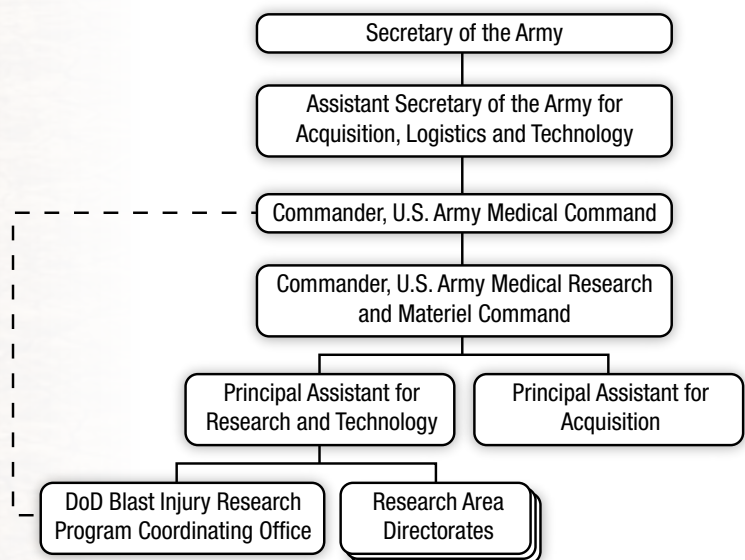 Secretary of the Army
Assistant Secretary of the Army for
Acquisition, Logistics and Technology
Commander, U.S. Army Medical Command
Commander, U.S. Army Medical Research
and Materiel Command
Principal Assistant for
Research and Technology
Principal Assistant for
Acquisition
DoD Blast Injury Research
Program Coordinating Office
Research Area
Directorates